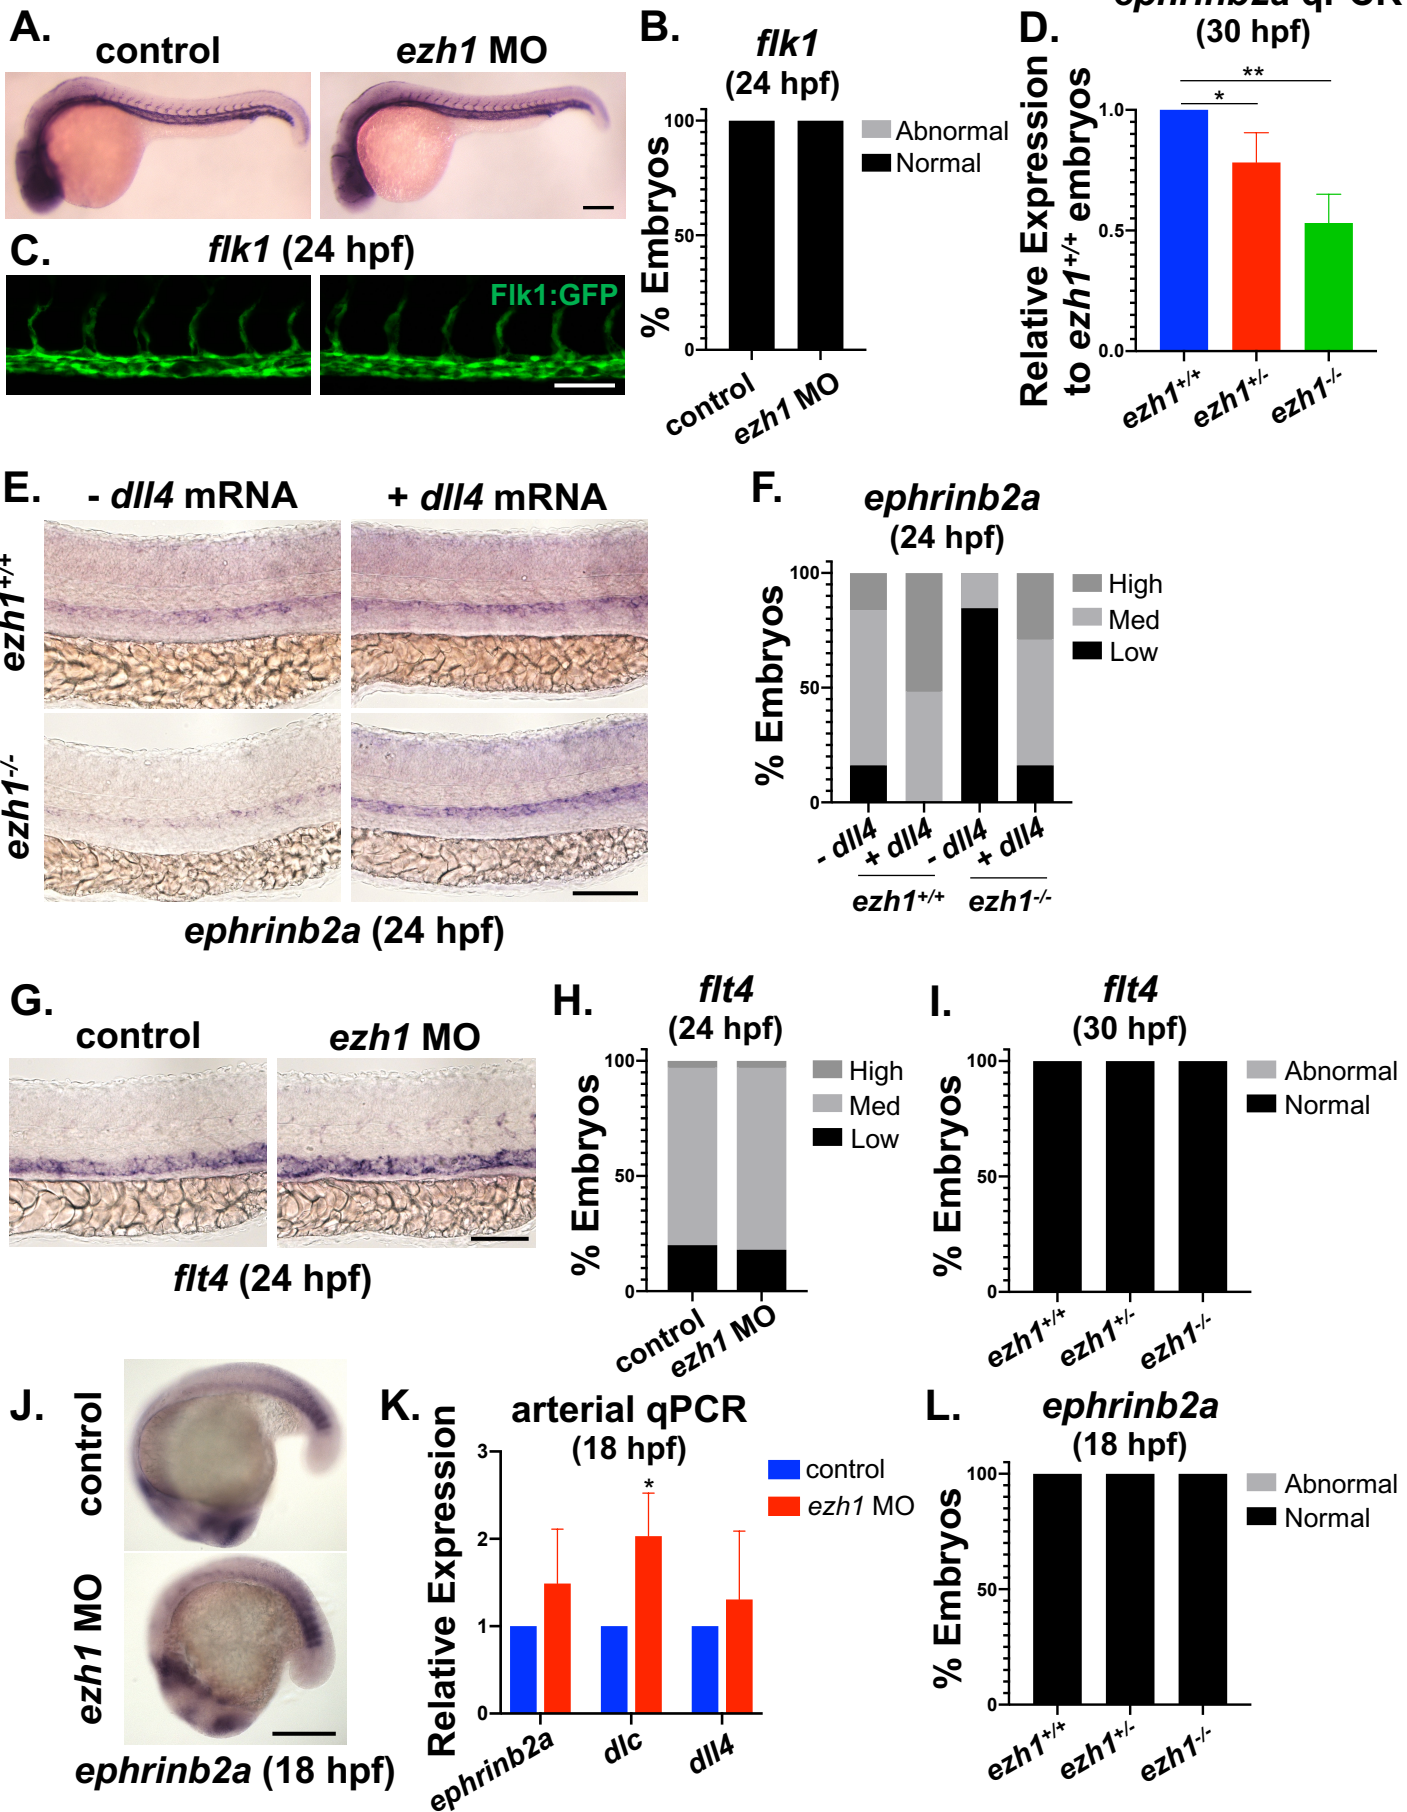 A.
control
ezh1 MO
flk1 (24 hpf)
B.
flk1
(24 hpf)
% Embryos
100
50
0
control
ezh1 MO
Abnormal
Normal
C.
Flk1:GFP
D.
(30 hpf)
Relative Expression
to ezh1+/+ embryos
**
*
1.0
0.5
0.0
ezh1+/+
ezh1+/-
ezh1-/-
E.
- dll4 mRNA
+ dll4 mRNA
ezh1+/+
ezh1-/-
ephrinb2a (24 hpf)
F.
ephrinb2a
(24 hpf)
% Embryos
100
50
0
- dll4
+ dll4
- dll4
+ dll4
ezh1+/+
ezh1-/-
High
Med
Low
G.
control
ezh1 MO
flt4 (24 hpf)
H.
flt4
(24 hpf)
% Embryos
100
50
0
control
ezh1 MO
High
Med
Low
I.
flt4
(30 hpf)
% Embryos
100
50
0
ezh1+/+
ezh1+/-
ezh1-/-
Abnormal
Normal
J.
control
ezh1 MO
ephrinb2a (18 hpf)
K.
arterial qPCR
(18 hpf)
Relative Expression
3
2
1
0
*
ephrinb2a
dlc
dll4
control
ezh1 MO
L.
ephrinb2a
(18 hpf)
% Embryos
100
50
0
ezh1+/+
ezh1+/-
ezh1-/-
Abnormal
Normal